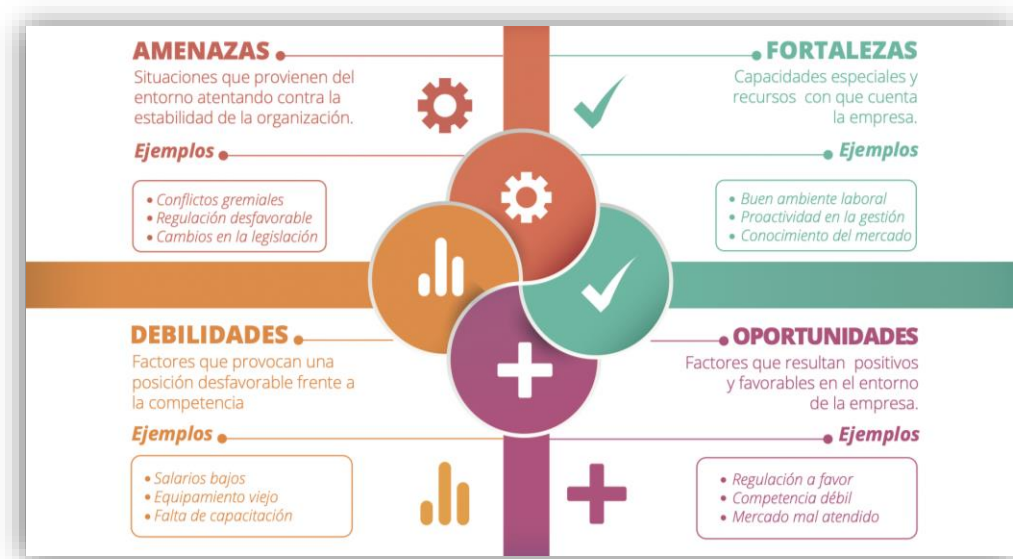 AMENAZAS
Situaciones que provienen del
entorno atentando contra la
estabilidad de la organización.
Ejemplos
• Conflictos gremiales
• Regulación desfavorable
• Cambios en la legislación
FORTALEZAS
Capacidades especiales y
recursos con que cuenta
la empresa.
Ejemplos
• Buen ambiente laboral
• Proactividad en la gestión
• Conocimiento del mercado
DEBILIDADES
Factores que provocan una
posición desfavorable frente a
la competencia
Ejemplos
• Salarios bajos
• Equipamiento viejo
• Falta de capacitación
OPORTUNIDADES
Factores que resultan positivos
y favorables en el entorno
de la empresa.
Ejemplos
• Regulación a favor
• Competencia débil
• Mercado mal atendido